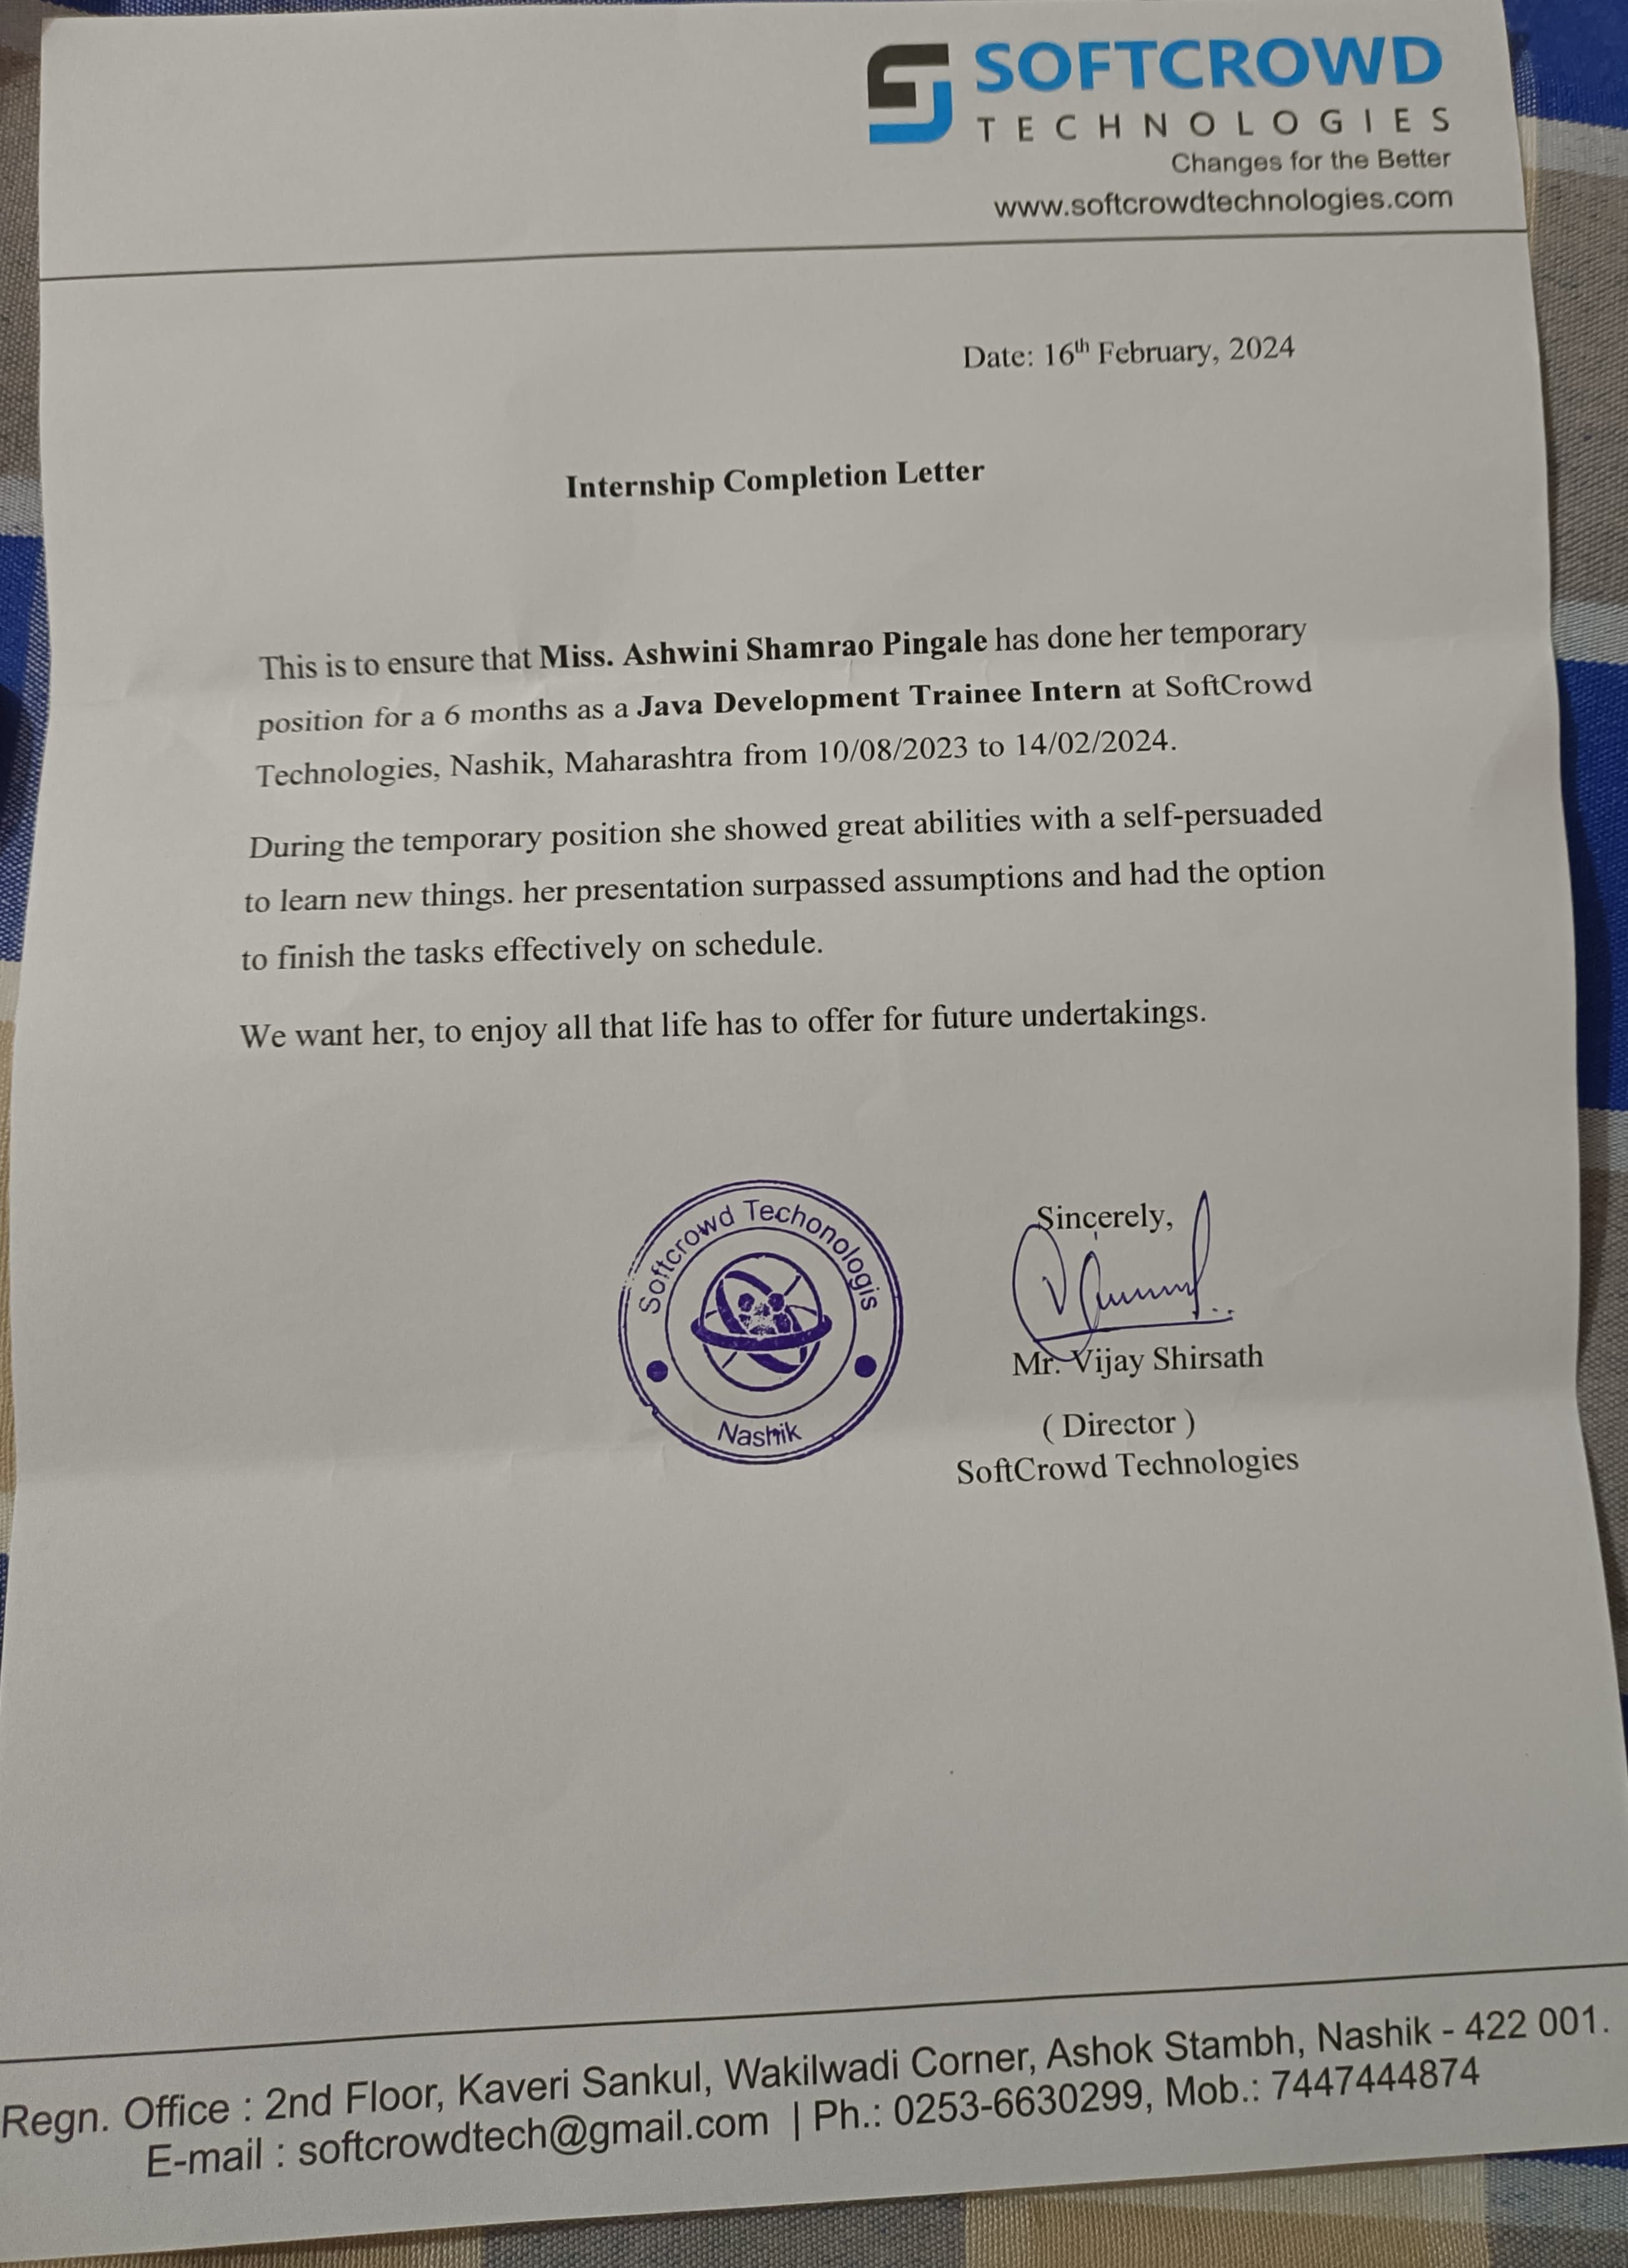 SOFTCROWD
TECHNOLOGIES
Changes for the Better
www.softcrowdtechnologies.com
Date: 16th February, 2024
Internship Completion Letter
This is to ensure that Miss. Ashwini Shamrao Pingale has done her temporary
position for a 6 months as a Java Development Trainee Intern at SoftCrowd
Technologies, Nashik, Maharashtra from 10/08/2023 to 14/02/2024.
During the temporary position she showed great abilities with a self-persuaded
to learn new things. her presentation surpassed assumptions and had the option
to finish the tasks effectively on schedule.
We want her, to enjoy all that life has to offer for future undertakings.
Softcrowd Techonologis
Nashik
Sincerely,
Mr. Vijay Shirsath
( Director )
SoftCrowd Technologies
Regn. Office : 2nd Floor, Kaveri Sankul, Wakilwadi Corner, Ashok Stambh, Nashik - 422 001.
E-mail : softcrowdtech@gmail.com | Ph.: 0253-6630299, Mob.: 7447444874